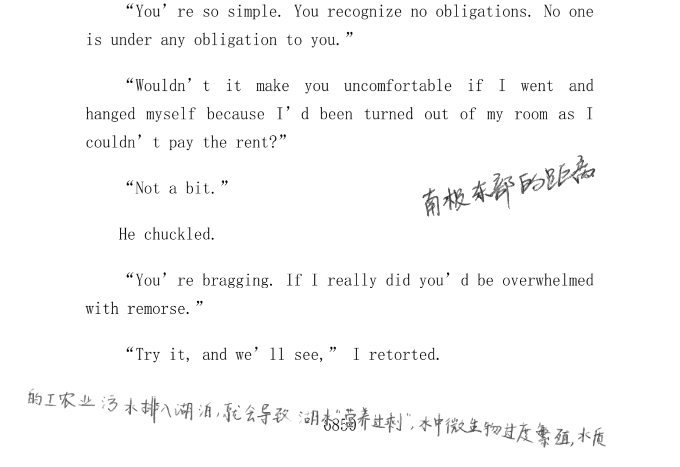 “You’re so simple. You recognize no obligations. No one
is under any obligation to you.”
“Wouldn’t it make you uncomfortable if I went and
hanged myself because I’d been turned out of my room as I
couldn’t pay the rent?”
“Not a bit.”
南极东部的距离
He chuckled.
“You’re bragging. If I really did you’d be overwhelmed
with remorse.”
“Try it, and we’ll see,” I retorted.
的工农业污水排入湖泊,就会导致湖水“营养过剩”,水中微生物过度繁殖,水质
6859